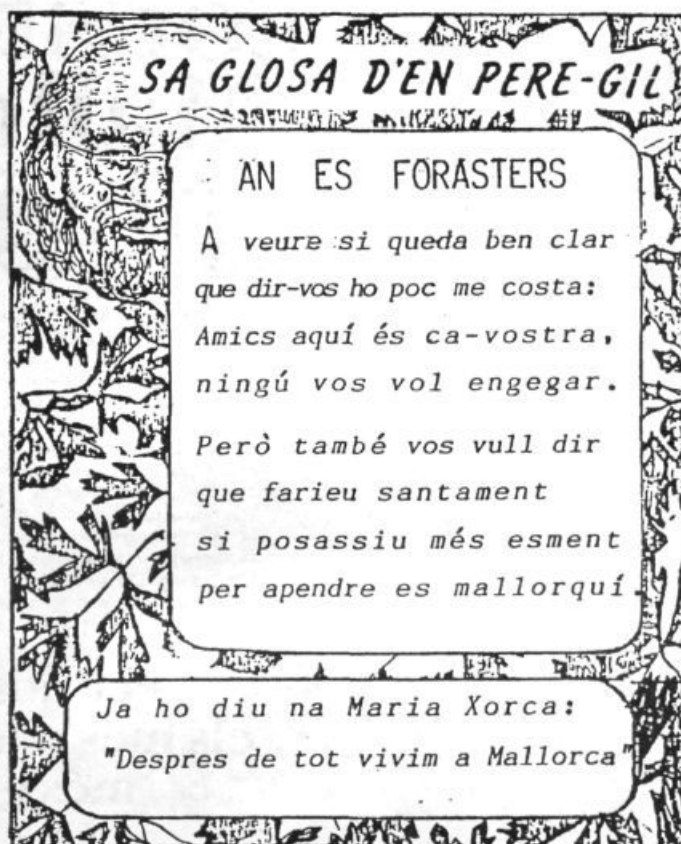 SA GLOSA D'EN PERE-GIL
AN ES FORASTERS
A veure si queda ben clar
que dir-vos ho poc me costa:
Amics aquí és ca-vostra,
ningú vos vol engegar.
Però també vos vull dir
que farieu santament
si posassiu més esment
per apendre es mallorquí.
Ja ho diu na Maria Xorca:
"Despres de tot vivim a Mallorca"